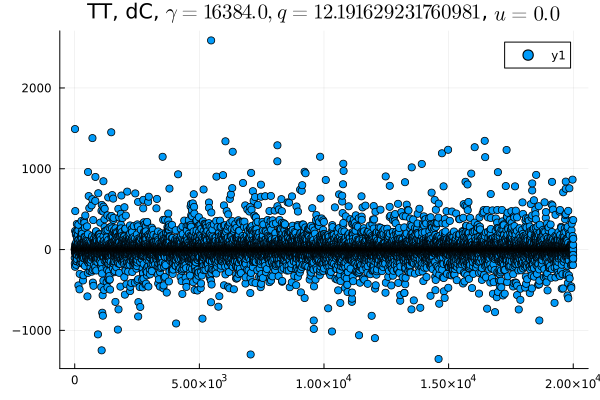 TT, dC, γ = 16384.0, q = 12.191629231760981, u = 0.0
y1
2000
1000
0
−1000
0 5.00×10³ 1.00×10⁴ 1.50×10⁴ 2.00×10⁴